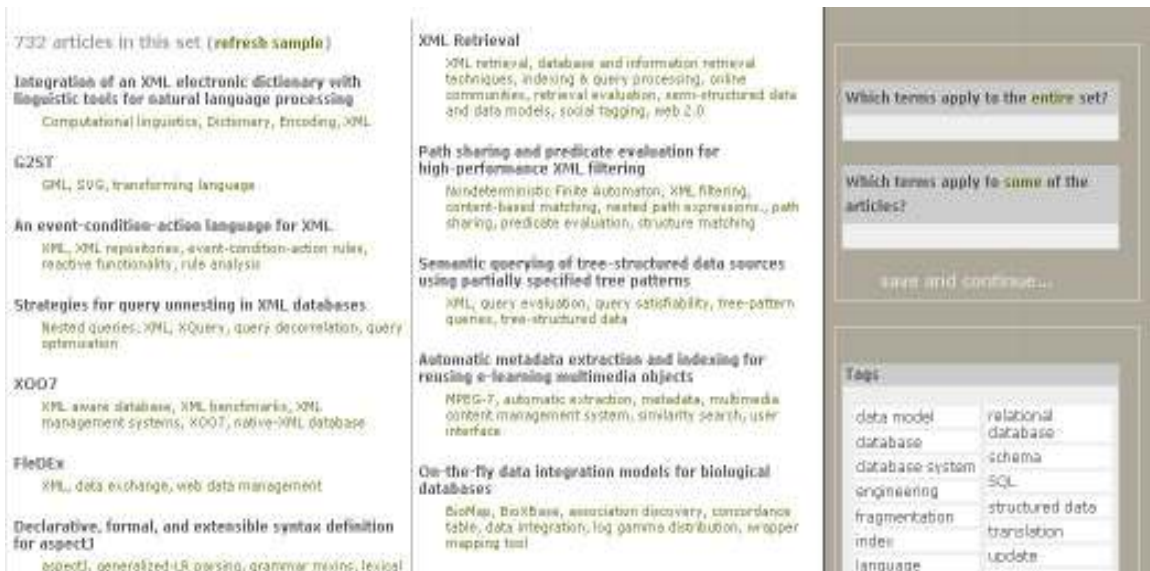 732 articles in this set (refresh sample)
Integration of an XML electronic dictionary with
linguistic tools for natural language processing
Computational linguistics, Dictionary, Encoding, XML
G2ST
GML, SVG, transforming language
An event-condition-action language for XML
XML, XML repositories, event-condition-action rules,
reactive functionality, rule analysis
Strategies for query unnesting in XML databases
Nested queries, XML, XQuery, query decorrelation, query
optimization
XOO7
XML aware database, XML benchmarks, XML
management systems, XOO7, native-XML database
FleDEx
XML, data exchange, web data management
Declarative, formal, and extensible syntax definition
for aspectJ
aspectJ, generalized-LR parsing, grammar mixins, lexical
XML Retrieval
XML retrieval, database and information retrieval
techniques, indexing & query processing, online
communities, retrieval evaluation, semi-structured data
and data models, social tagging, web 2.0
Path sharing and predicate evaluation for
high-performance XML filtering
Nondeterministic Finite Automaton, XML filtering,
content-based matching, nested path expressions., path
sharing, predicate evaluation, structure matching
Semantic querying of tree-structured data sources
using partially specified tree patterns
XML, query evaluation, query satisfiability, tree-pattern
queries, tree-structured data
Automatic metadata extraction and indexing for
reusing e-learning multimedia objects
MPEG-7, automatic extraction, metadata, multimedia
content management system, similarity search, user
interface
On-the-fly data integration models for biological
databases
BioMap, BioXBase, association discovery, concordance
table, data integration, log gamma distribution, wrapper
mapping tool
Which terms apply to the entire set?
Which terms apply to some of the
articles?
save and continue...
Tags
data model
database
database system
engineering
fragmentation
index
language
relational
database
schema
SQL
structured data
translation
update